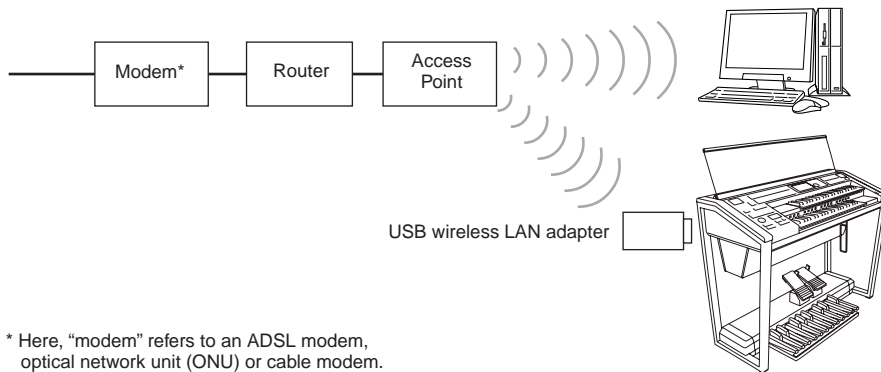 Modem*
Router
Access
Point
USB wireless LAN adapter
* Here, “modem” refers to an ADSL modem,
optical network unit (ONU) or cable modem.